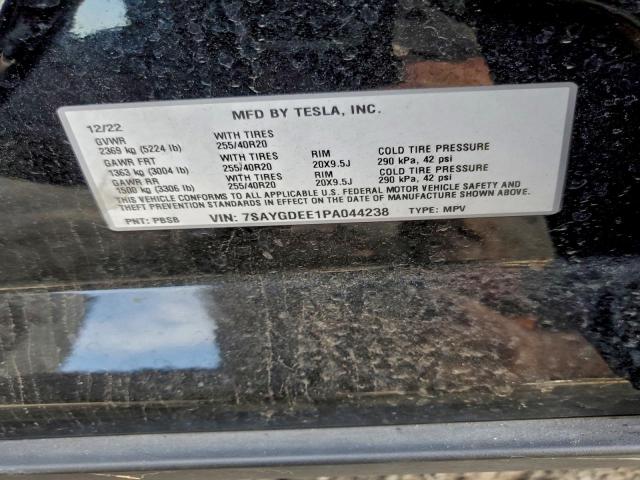 MFD BY TESLA, INC.
12/22
GVWR WITH TIRES
2369 kg (5224 lb) 255/40R20 RIM COLD TIRE PRESSURE
GAWR FRT WITH TIRES 20X9.5J 290 kPa, 42 psi
1363 kg (3004 lb) 255/40R20 RIM COLD TIRE PRESSURE
GAWR RR WITH TIRES 20X9.5J 290 kPa, 42 psi
1500 kg (3306 lb) 255/40R20
THIS VEHICLE CONFORMS TO ALL APPLICABLE U.S. FEDERAL MOTOR VEHICLE SAFETY AND
THEFT PREVENTION STANDARDS IN EFFECT ON THE DATE OF MANUFACTURE SHOWN ABOVE.
PNT: PBSB VIN: 7SAYGDEE1PA044238 TYPE: MPV